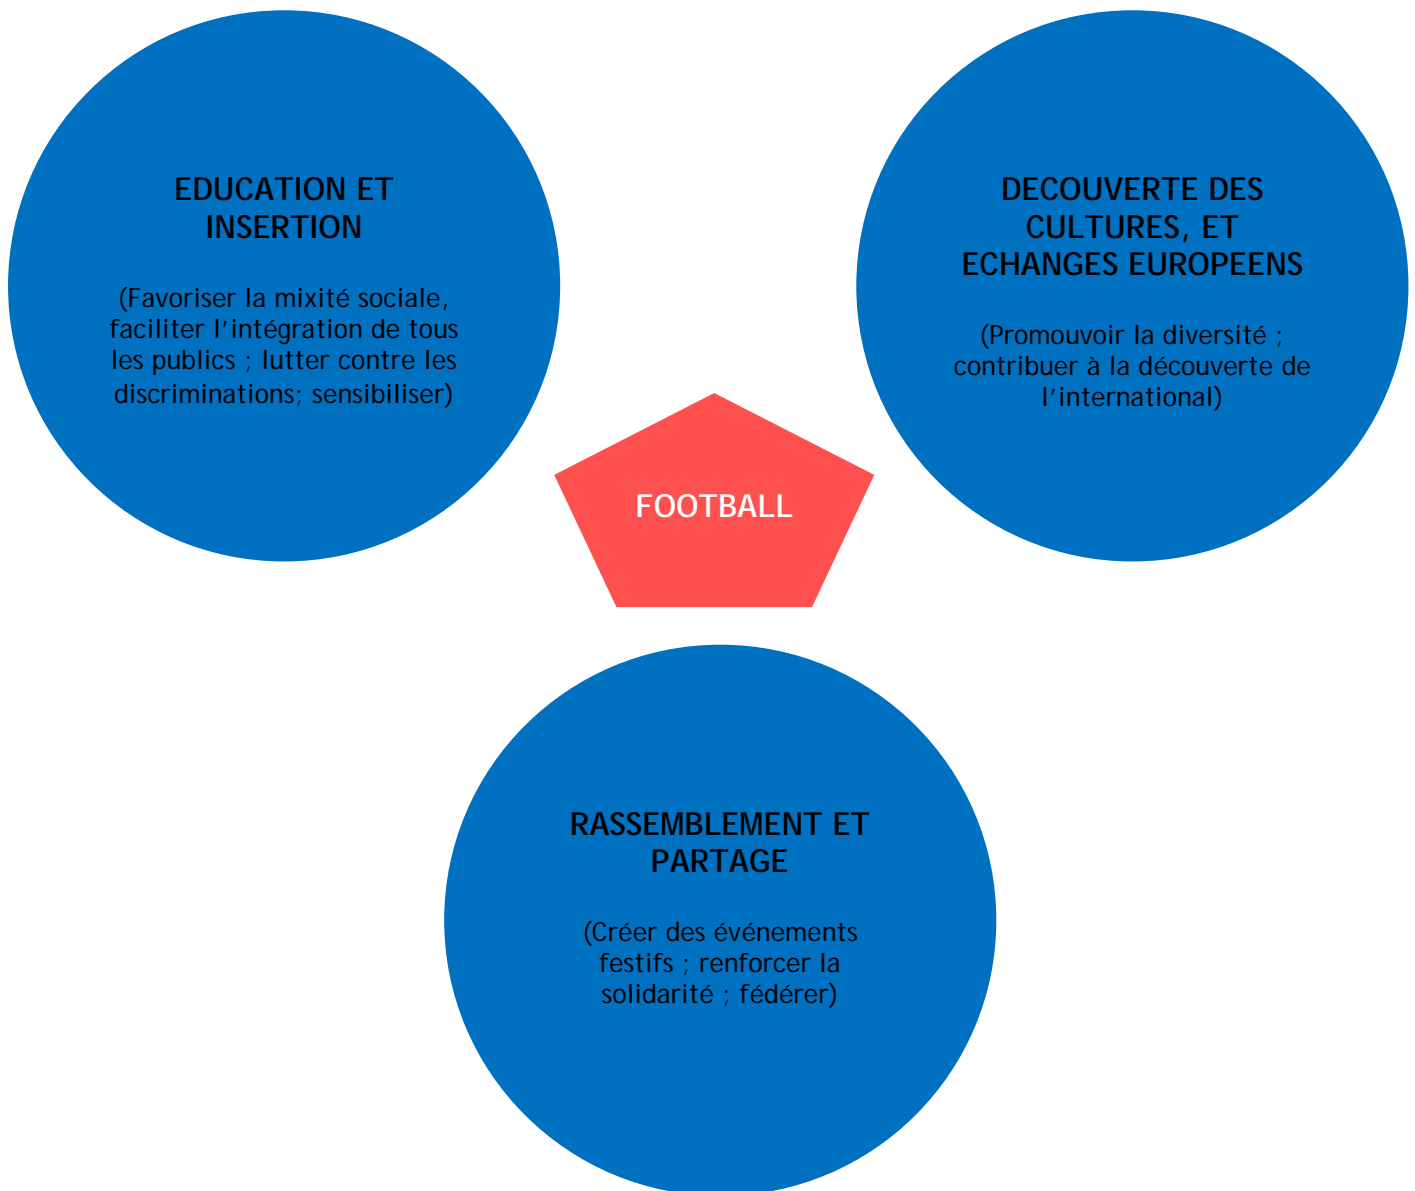 EDUCATION ET
INSERTION
(Favoriser la mixité sociale,
faciliter l'intégration de tous
les publics ; lutter contre les
discriminations; sensibiliser)
DECOUVERTE DES
CULTURES, ET
ECHANGES EUROPEENS
(Promouvoir la diversité ;
contribuer à la découverte de
l'international)
FOOTBALL
RASSEMBLEMENT ET
PARTAGE
(Créer des événements
festifs ; renforcer la
solidarité ; fédérer)